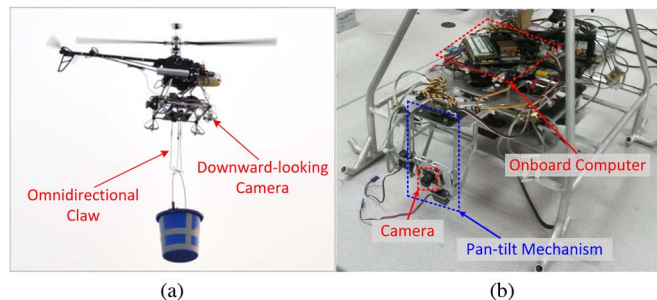 Omnidirectional
Claw
Downward-looking
Camera
Onboard Computer
Camera
Pan-tilt Mechanism
(a)
(b)